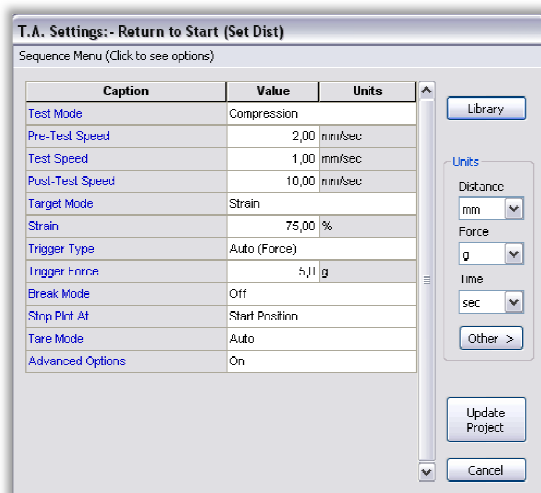 T.A. Settings:- Return to Start (Set Dist)
Sequence Menu (Click to see options)
Caption Value Units
Test Mode Compression
Pre-Test Speed 2,00 mm/sec
Test Speed 1,00 mm/sec
Post-Test Speed 10,00 mm/sec
Target Mode Strain
Strain 75,00 %
Trigger Type Auto (Force)
Trigger Force 5,0 g
Break Mode Off
Stop Plot At Start Position
Tare Mode Auto
Advanced Options On
Library
Units
Distance
mm
Force
g
Time
sec
Other >
Update
Project
Cancel